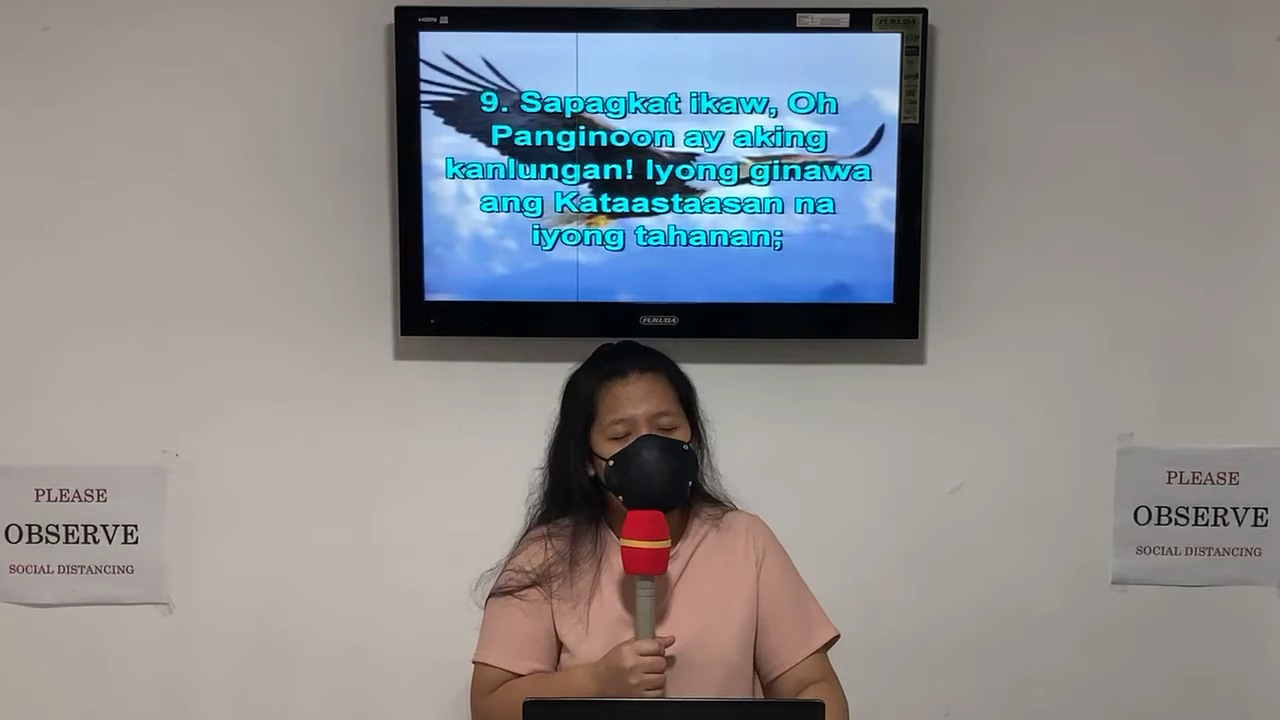 HDMI
FUKUDA
9. Sapagkat ikaw, Oh
Panginoon ay aking
kanlungan! Iyong ginawa
ang Kataastaasan na
iyong tahanan;
FUKUDA
PLEASE
OBSERVE
SOCIAL DISTANCING
PLEASE
OBSERVE
SOCIAL DISTANCING